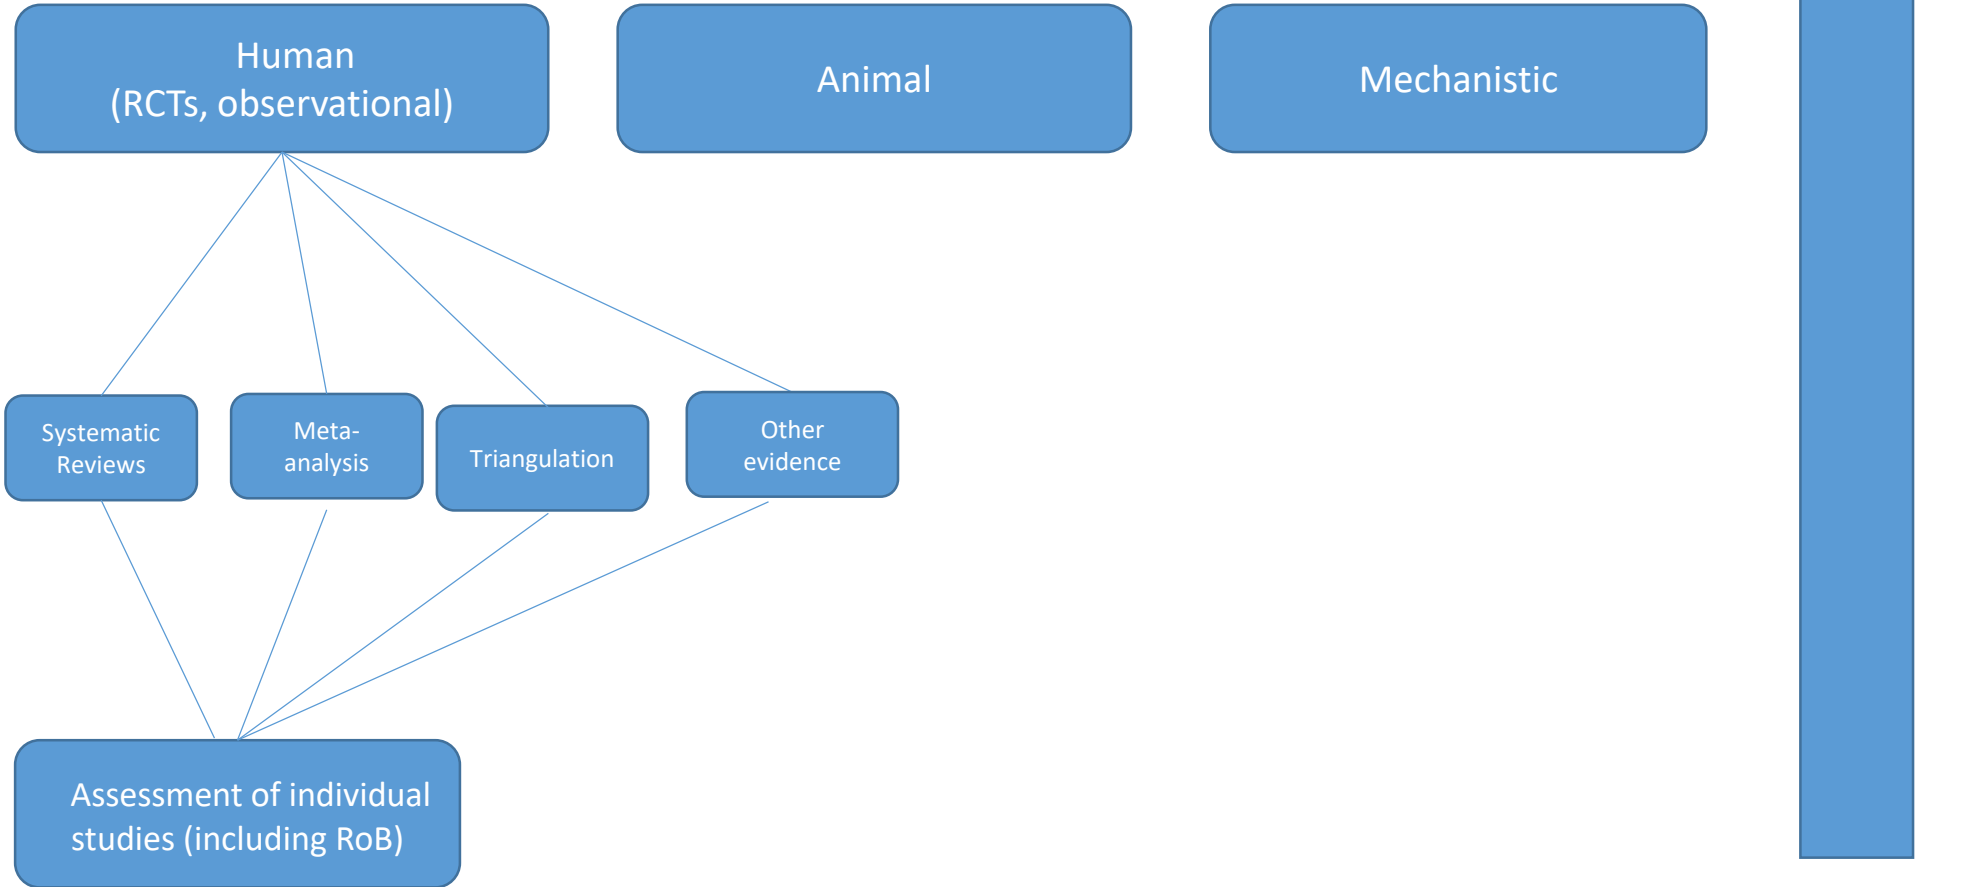 Human
(RCTs, observational)
Animal
Mechanistic
Systematic
Reviews
Meta-
analysis
Triangulation
Other
evidence
Assessment of individual
studies (including RoB)